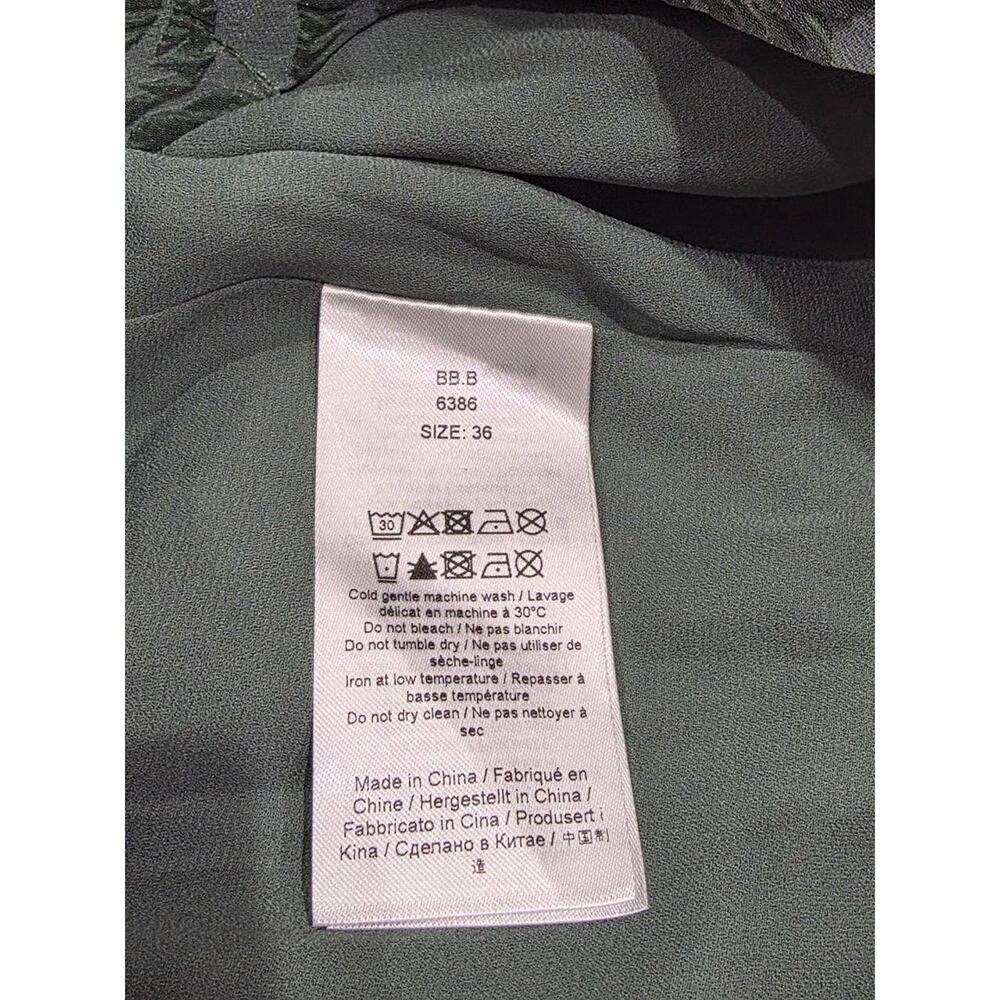 BB.B
6386
SIZE: 36
30
Cold gentle machine wash / Lavage
délicat en machine à 30°C
Do not bleach / Ne pas blanchir
Do not tumble dry / Ne pas utiliser de
sèche-linge
Iron at low temperature / Repasser à
basse température
Do not dry clean / Ne pas nettoyer à
sec
Made in China / Fabriqué en
Chine / Hergestellt in China /
Fabbricato in Cina / Produsert i
Kina / Сделано в Китае / 中国制
造